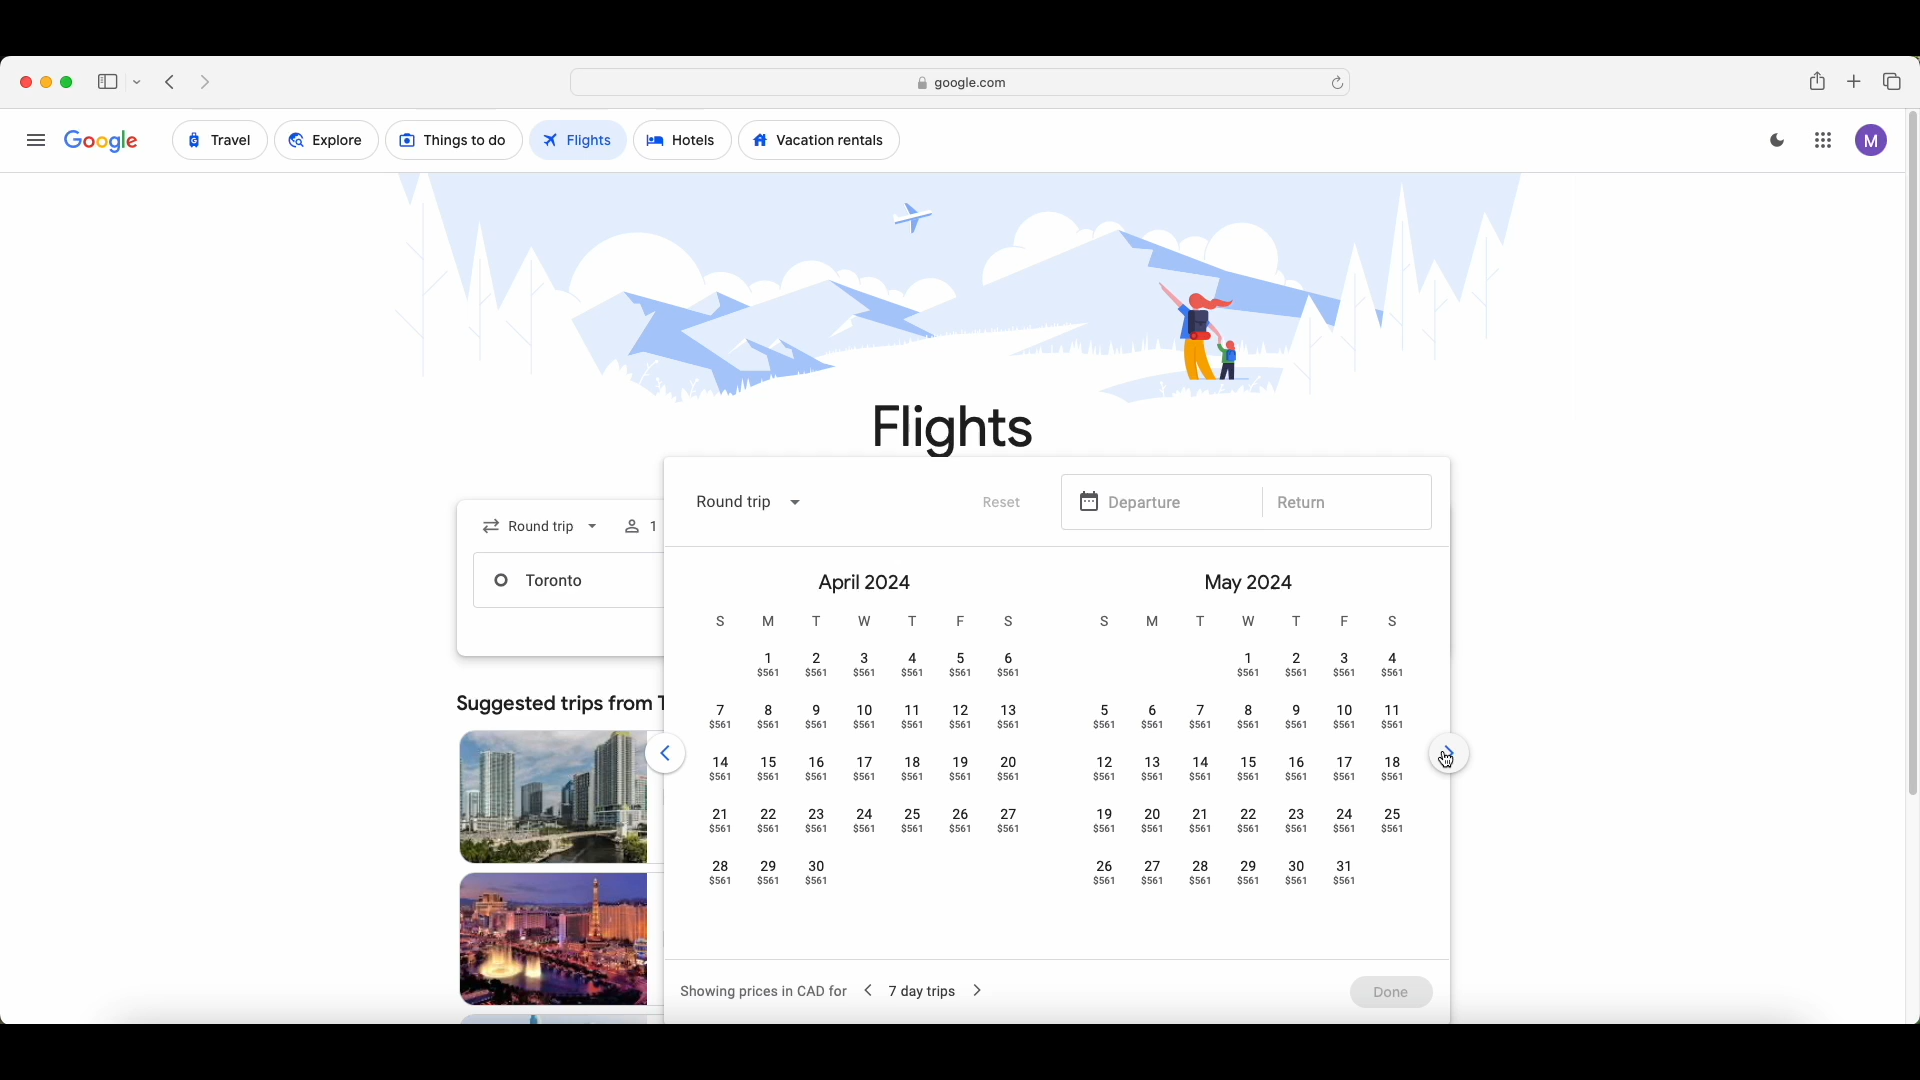 google.com
Google
Travel
Explore
Things to do
Flights
Hotels
Vacation rentals
M
Flights
Round trip
1
Toronto
Suggested trips from T
Round trip
Reset
Departure
Return
April 2024
S M T W T F S
1 2 3 4 5 6
$561 $561 $561 $561 $561 $561
7 8 9 10 11 12 13
$561 $561 $561 $561 $561 $561 $561
14 15 16 17 18 19 20
$561 $561 $561 $561 $561 $561 $561
21 22 23 24 25 26 27
$561 $561 $561 $561 $561 $561 $561
28 29 30
$561 $561 $561
May 2024
S M T W T F S
1 2 3 4
$561 $561 $561 $561
5 6 7 8 9 10 11
$561 $561 $561 $561 $561 $561 $561
12 13 14 15 16 17 18
$561 $561 $561 $561 $561 $561 $561
19 20 21 22 23 24 25
$561 $561 $561 $561 $561 $561 $561
26 27 28 29 30 31
$561 $561 $561 $561 $561 $561
Showing prices in CAD for
7 day trips
Done